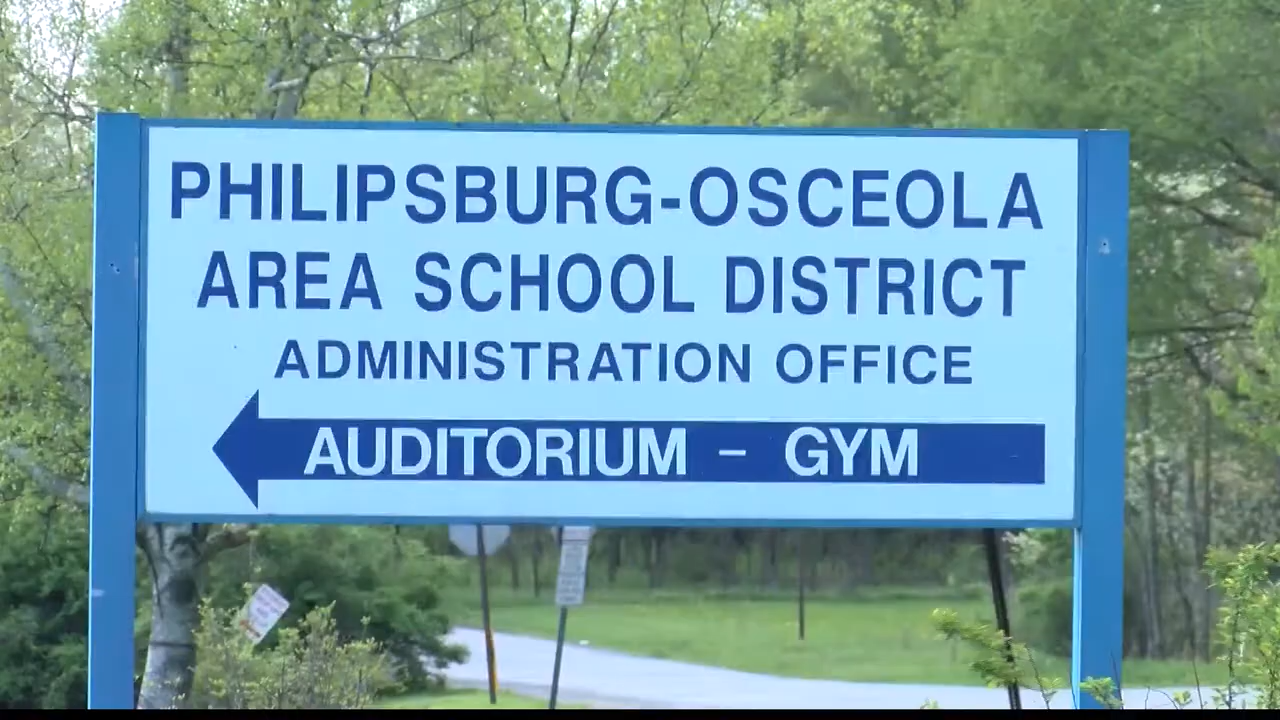 PHILIPSBURG-OSCEOLA
AREA SCHOOL DISTRICT
ADMINISTRATION OFFICE
AUDITORIUM – GYM